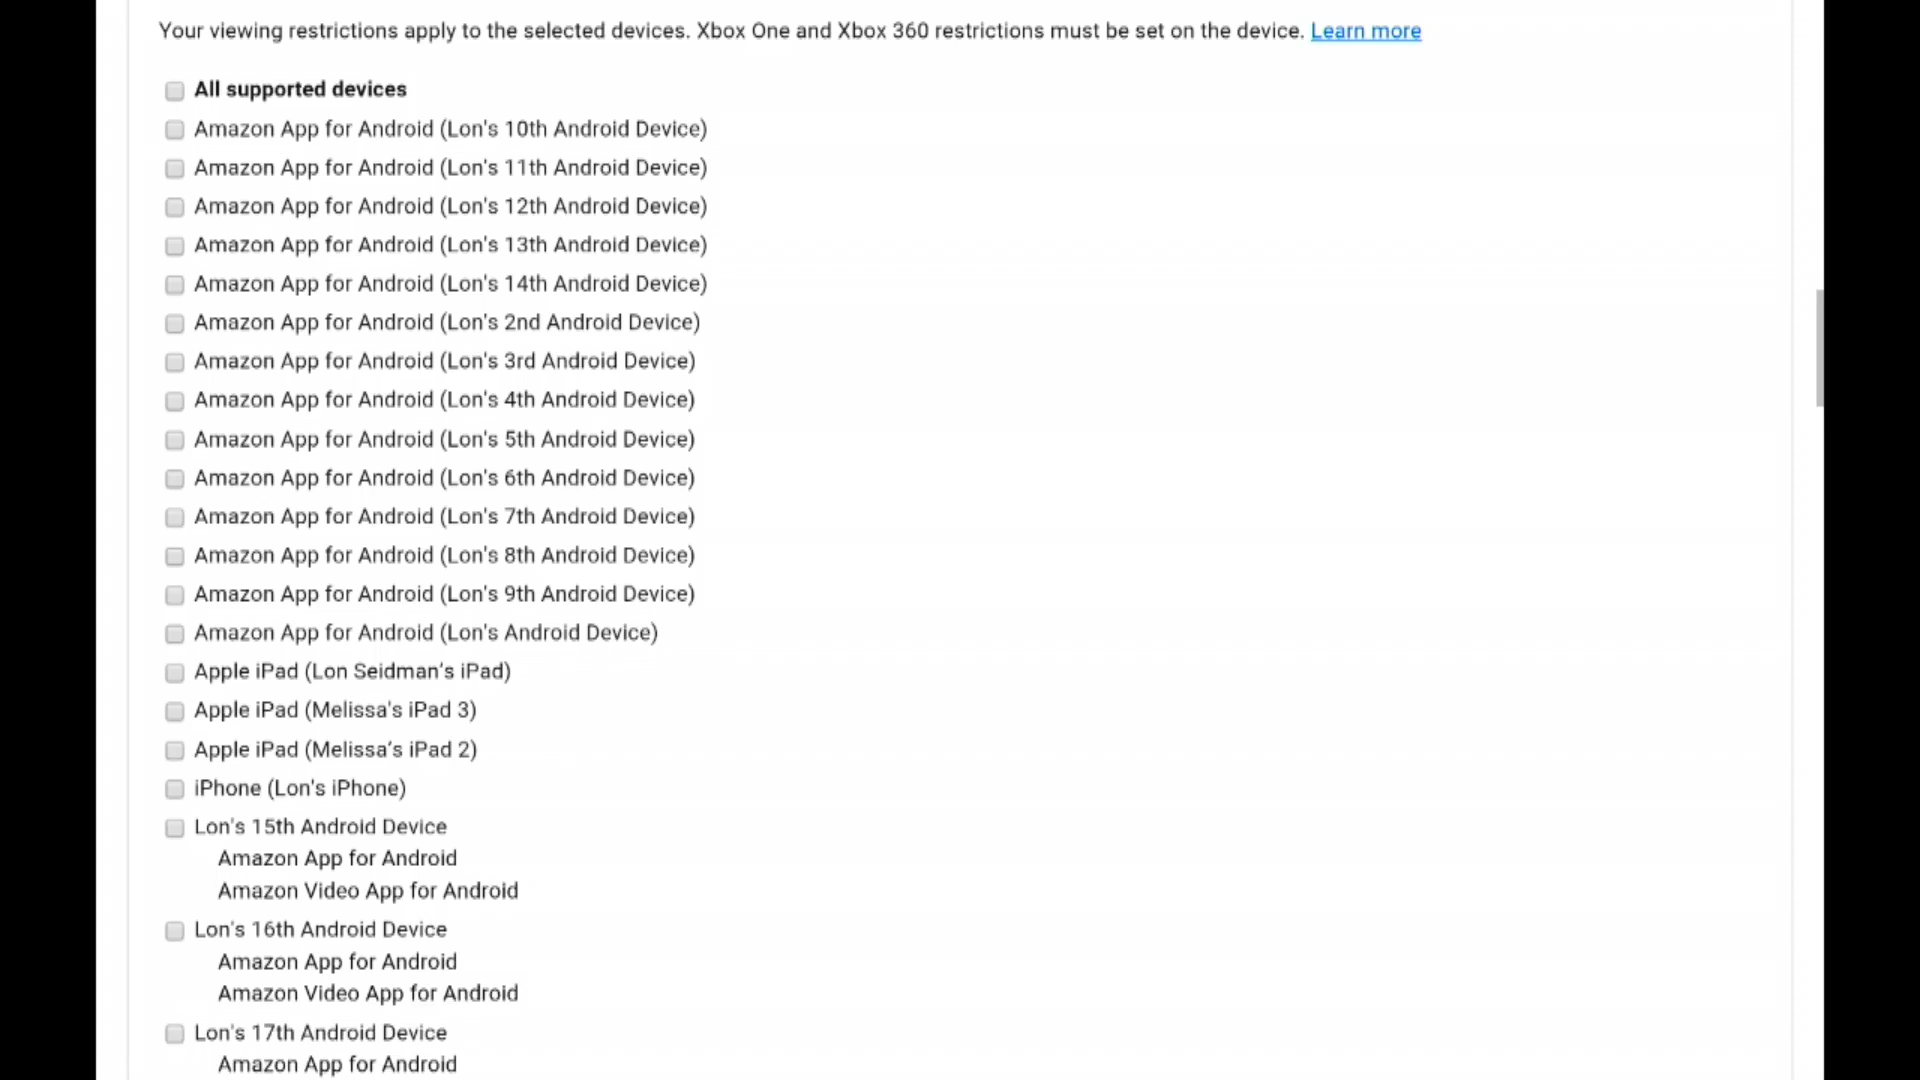 Your viewing restrictions apply to the selected devices. Xbox One and Xbox 360 restrictions must be set on the device. Learn more
All supported devices
Amazon App for Android (Lon's 10th Android Device)
Amazon App for Android (Lon's 11th Android Device)
Amazon App for Android (Lon's 12th Android Device)
Amazon App for Android (Lon's 13th Android Device)
Amazon App for Android (Lon's 14th Android Device)
Amazon App for Android (Lon's 2nd Android Device)
Amazon App for Android (Lon's 3rd Android Device)
Amazon App for Android (Lon's 4th Android Device)
Amazon App for Android (Lon's 5th Android Device)
Amazon App for Android (Lon's 6th Android Device)
Amazon App for Android (Lon's 7th Android Device)
Amazon App for Android (Lon's 8th Android Device)
Amazon App for Android (Lon's 9th Android Device)
Amazon App for Android (Lon's Android Device)
Apple iPad (Lon Seidman’s iPad)
Apple iPad (Melissa's iPad 3)
Apple iPad (Melissa’s iPad 2)
iPhone (Lon's iPhone)
Lon's 15th Android Device
Amazon App for Android
Amazon Video App for Android
Lon's 16th Android Device
Amazon App for Android
Amazon Video App for Android
Lon's 17th Android Device
Amazon App for Android